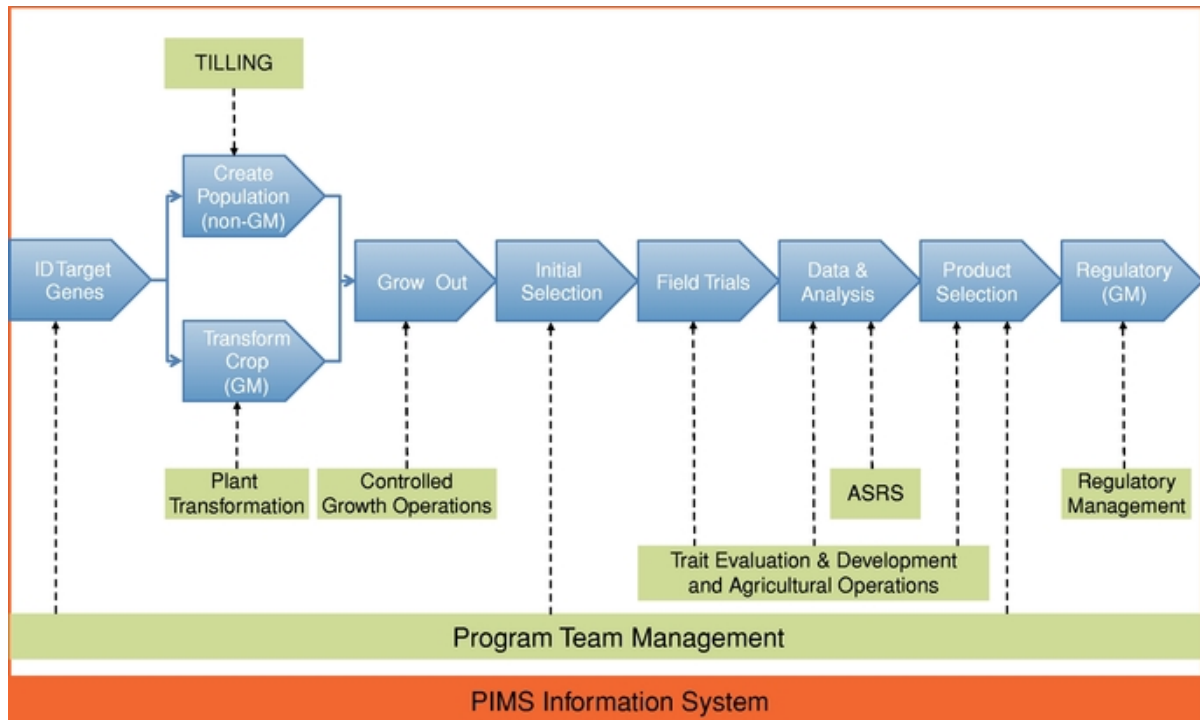 TILLING
Create
Population
(non-GM)
ID Target
Genes
Transform
Crop
(GM)
Grow Out
Initial
Selection
Field Trials
Data &
Analysis
Product
Selection
Regulatory
(GM)
Plant
Transformation
Controlled
Growth Operations
ASRS
Regulatory
Management
Trait Evaluation & Development
and Agricultural Operations
Program Team Management
PIMS Information System